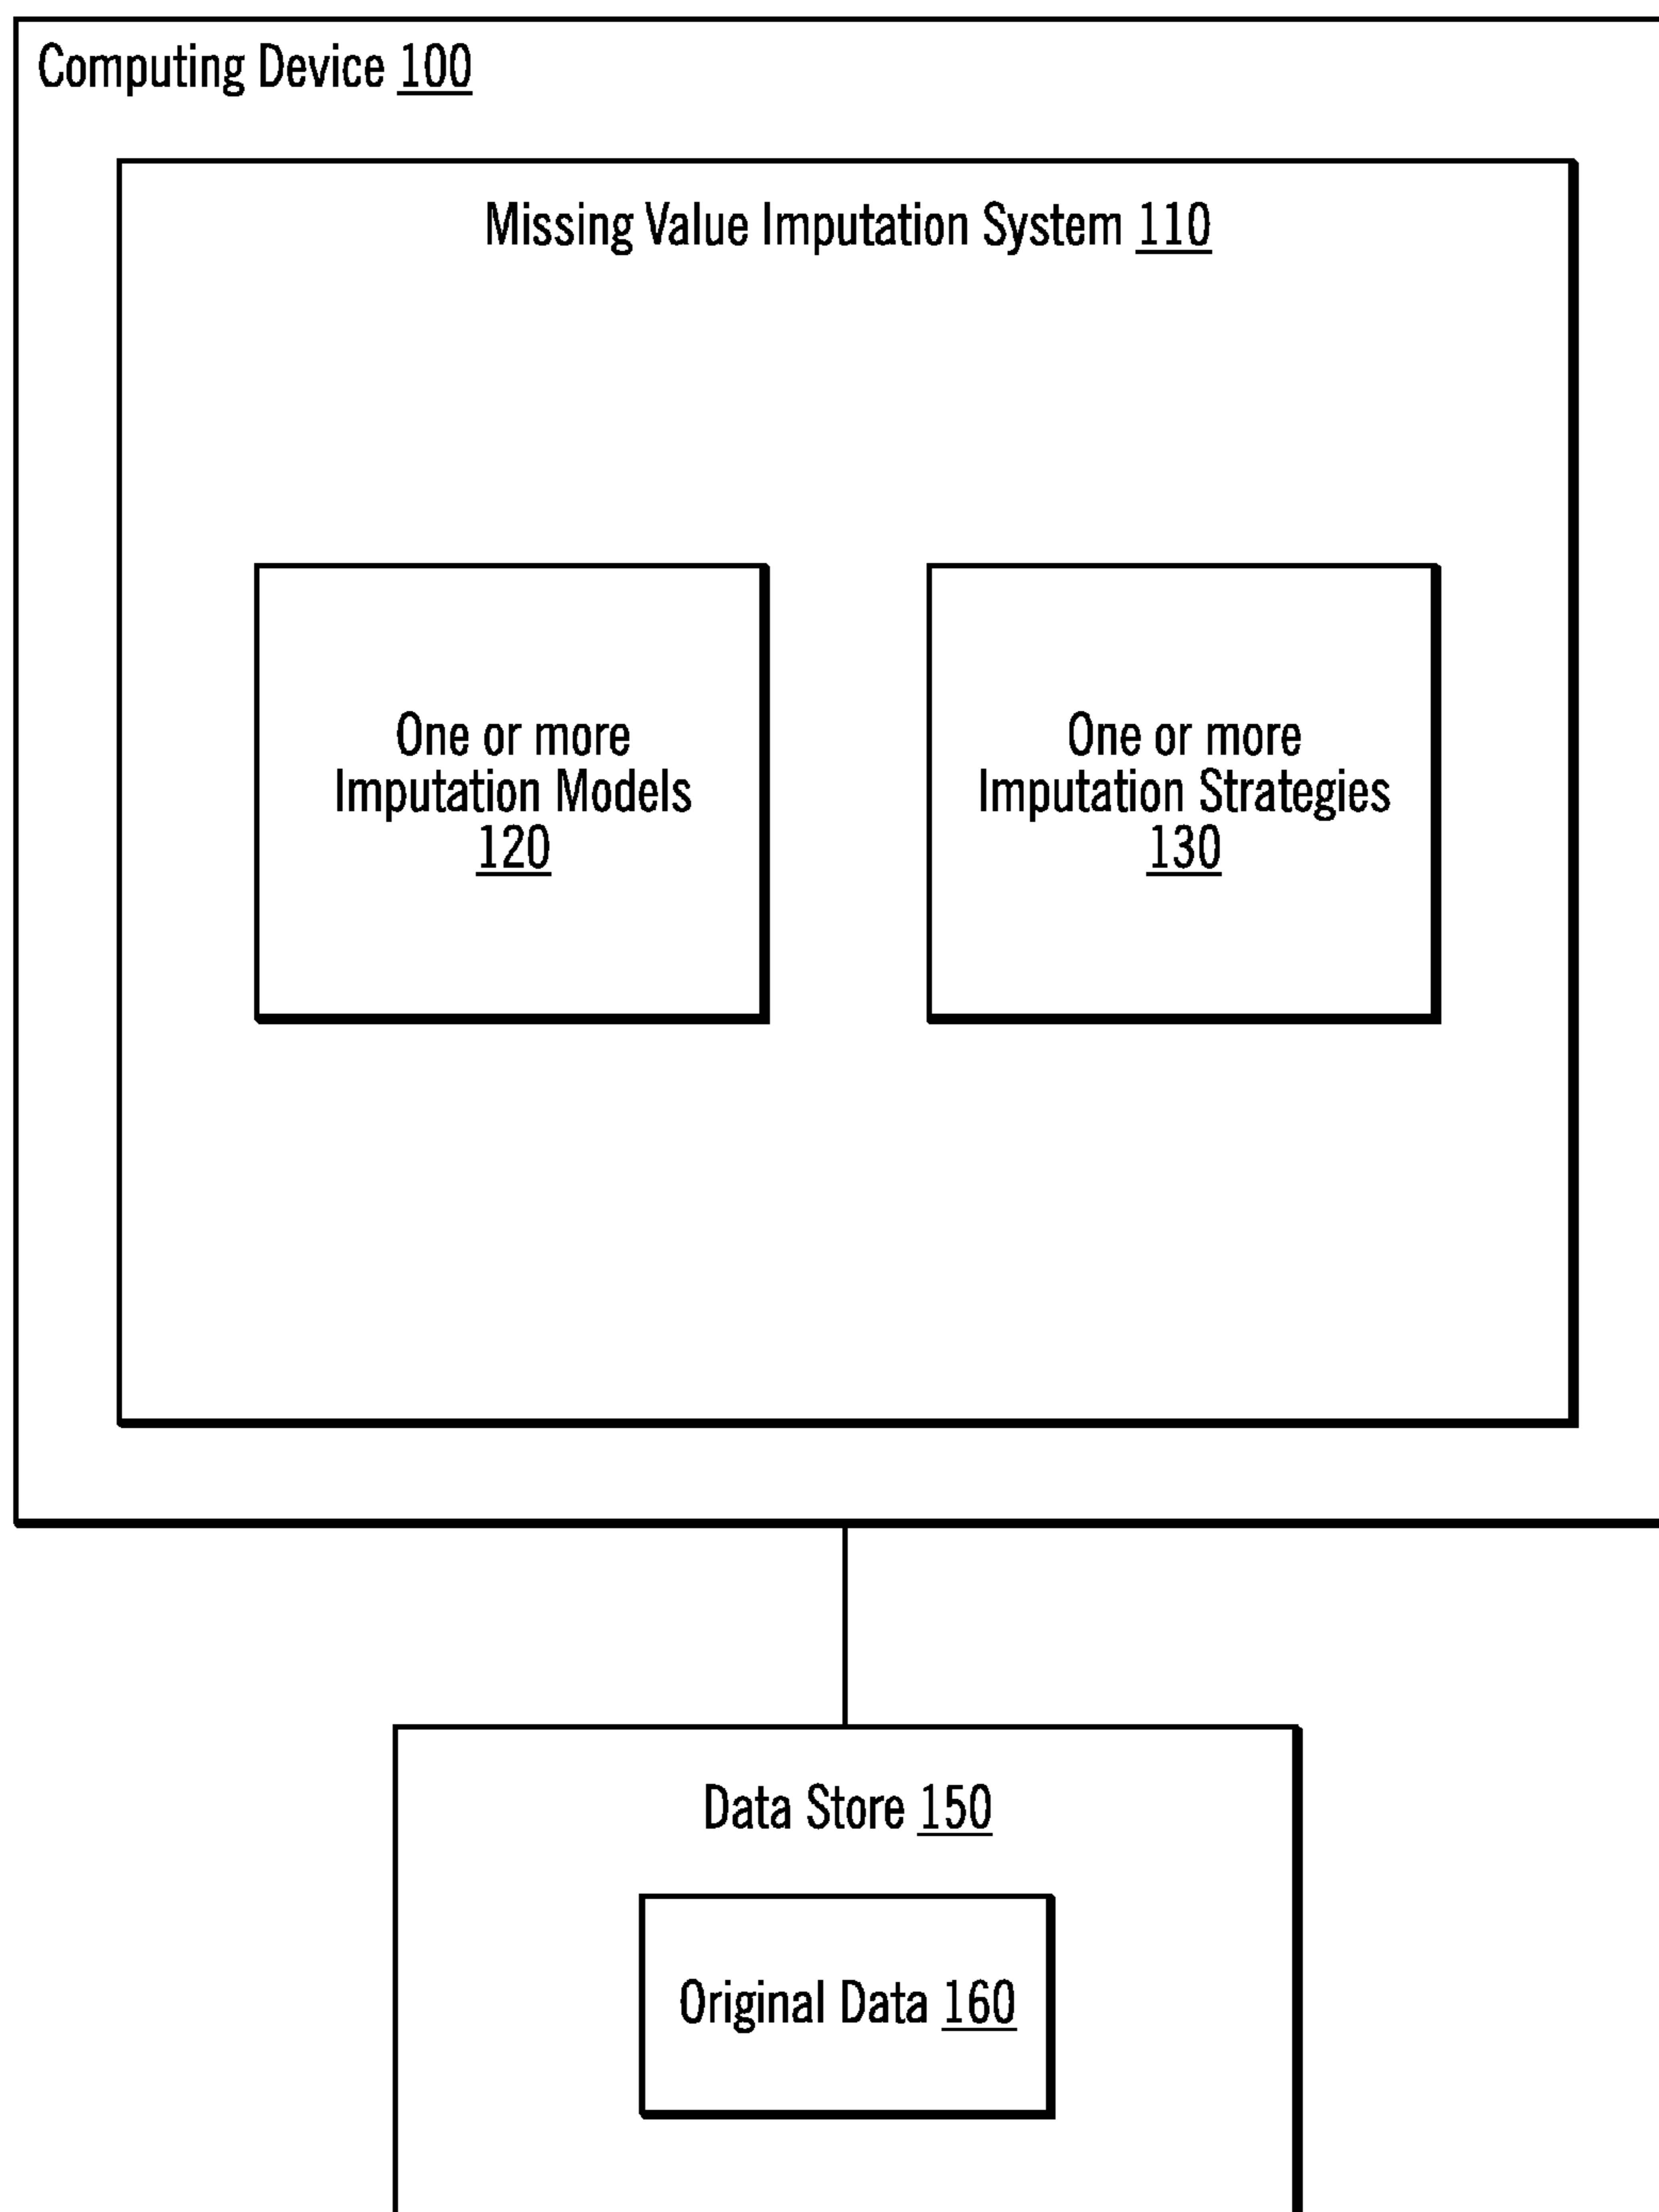 Computing Device 100
Missing Value Imputation System 110
One or more
Imputation Models
120
One or more
Imputation Strategies
130
Data Store 150
Original Data 160